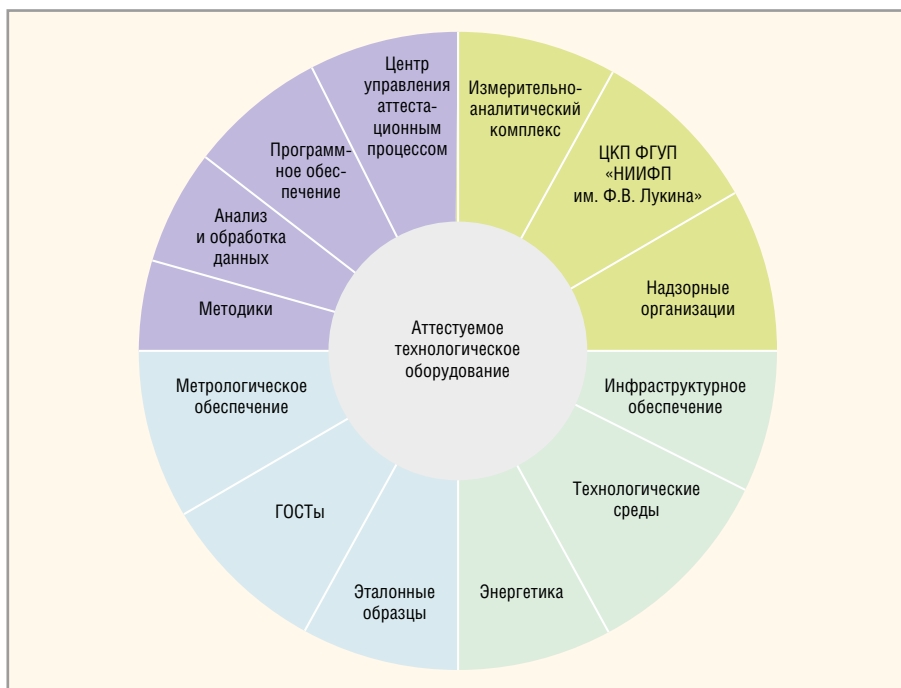 Центр
управления
аттеста-
ционным
процессом
Измерительно-
аналитический
комплекс
ЦКП ФГУП
«НИИФП
им. Ф.В. Лукина»
Надзорные
организации
Инфраструктурное
обеспечение
Технологические
среды
Энергетика
Эталонные
образцы
ГОСТы
Метрологическое
обеспечение
Методики
Анализ
и обработка
данных
Программ-
ное обес-
печение
Аттестуемое
технологическое
оборудование